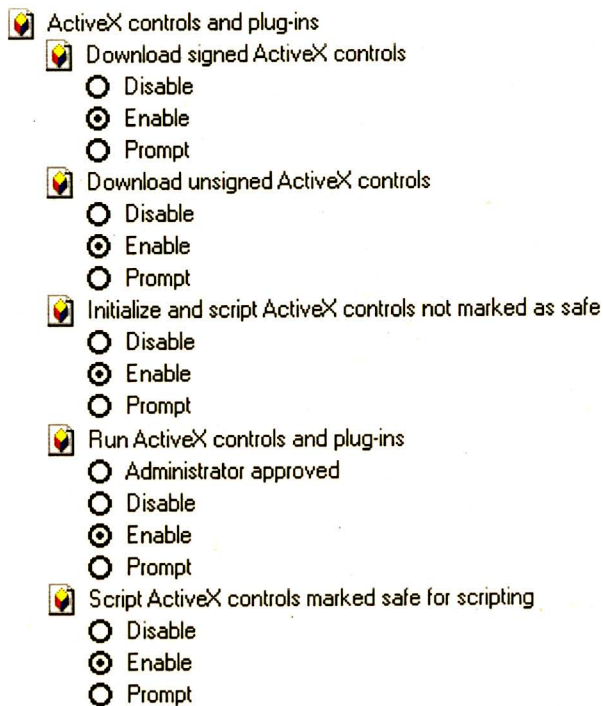 ActiveX controls and plug-ins
Download signed ActiveX controls
Disable
Enable
Prompt
Download unsigned ActiveX controls
Disable
Enable
Prompt
Initialize and script ActiveX controls not marked as safe
Disable
Enable
Prompt
Run ActiveX controls and plug-ins
Administrator approved
Disable
Enable
Prompt
Script ActiveX controls marked safe for scripting
Disable
Enable
Prompt